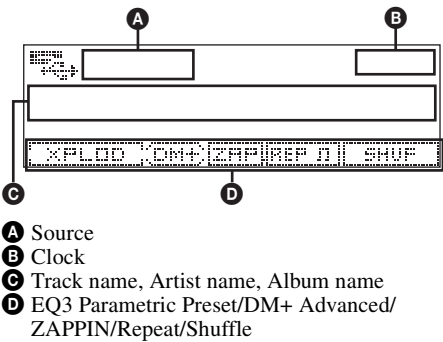 A B
XPLOD DM+ ZAP REP ♫ SHUF
C D
A Source
B Clock
C Track name, Artist name, Album name
D EQ3 Parametric Preset/DM+ Advanced/
ZAPPIN/Repeat/Shuffle